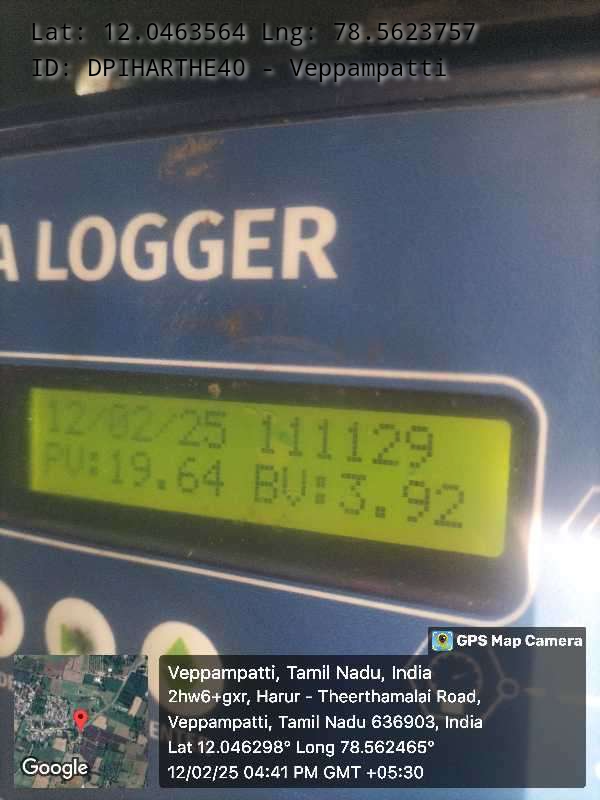 Lat: 12.0463564 Lng: 78.5623757
ID: DPIHARTHE40 - Veppampatti
A LOGGER
12/02/25 111129
PV:19.64 BV:3.92
GPS Map Camera
Veppampatti, Tamil Nadu, India
2hw6+gxr, Harur - Theerthamalai Road,
Veppampatti, Tamil Nadu 636903, India
Lat 12.046298° Long 78.562465°
12/02/25 04:41 PM GMT +05:30
Google